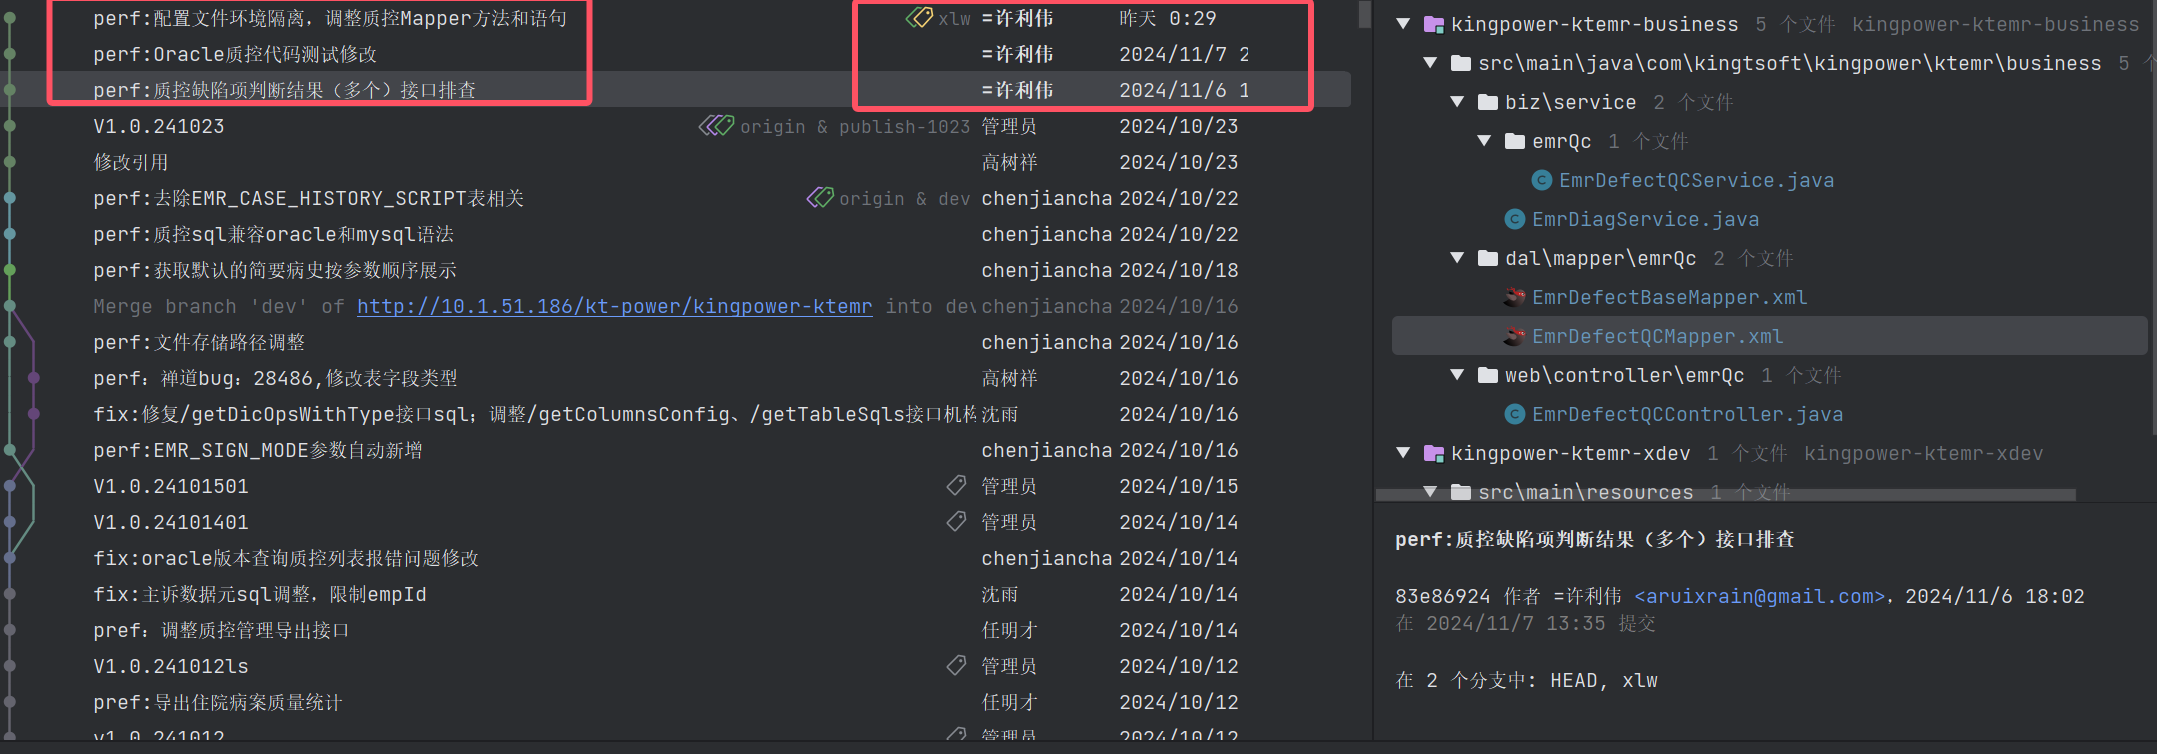 perf:配置文件环境隔离，调整质控Mapper方法和语句 xlw =许利伟 昨天 0:29
perf:Oracle质控代码测试修改 =许利伟 2024/11/7 2
perf:质控缺陷项判断结果（多个）接口排查 =许利伟 2024/11/6 1
V1.0.241023 origin & publish-1023 管理员 2024/10/23
修改引用 高树祥 2024/10/23
perf:去除EMR_CASE_HISTORY_SCRIPT表相关 origin & dev chenjiancha 2024/10/22
perf:质控sql兼容oracle和mysql语法 chenjiancha 2024/10/22
perf:获取默认的简要病史按参数顺序展示 chenjiancha 2024/10/18
Merge branch 'dev' of http://10.1.51.186/kt-power/kingpower-ktemr into dev chenjiancha 2024/10/16
perf:文件存储路径调整 chenjiancha 2024/10/16
perf：禅道bug：28486,修改表字段类型 高树祥 2024/10/16
fix:修复/getDicOpsWithType接口sql；调整/getColumnsConfig、/getTableSqls接口机构 沈雨 2024/10/16
perf:EMR_SIGN_MODE参数自动新增 chenjiancha 2024/10/16
V1.0.24101501 管理员 2024/10/15
V1.0.24101401 管理员 2024/10/14
fix:oracle版本查询质控列表报错问题修改 chenjiancha 2024/10/14
fix:主诉数据元sql调整，限制empId 沈雨 2024/10/14
pref：调整质控管理导出接口 任明才 2024/10/14
V1.0.241012ls 管理员 2024/10/12
pref:导出住院病案质量统计 任明才 2024/10/12
v1.0.241012 管理员 2024/10/12
kingpower-ktemr-business 5 个文件 kingpower-ktemr-business
src\main\java\com\kingtsoft\kingpower\ktemr\business 5 个
biz\service 2 个文件
emrQc 1 个文件
EmrDefectQCService.java
EmrDiagService.java
dal\mapper\emrQc 2 个文件
EmrDefectBaseMapper.xml
EmrDefectQCMapper.xml
web\controller\emrQc 1 个文件
EmrDefectQCController.java
kingpower-ktemr-xdev 1 个文件 kingpower-ktemr-xdev
src\main\resources 1 个文件
perf:质控缺陷项判断结果（多个）接口排查
83e86924 作者 =许利伟 <aruixrain@gmail.com>，2024/11/6 18:02
在 2024/11/7 13:35 提交
在 2 个分支中: HEAD, xlw